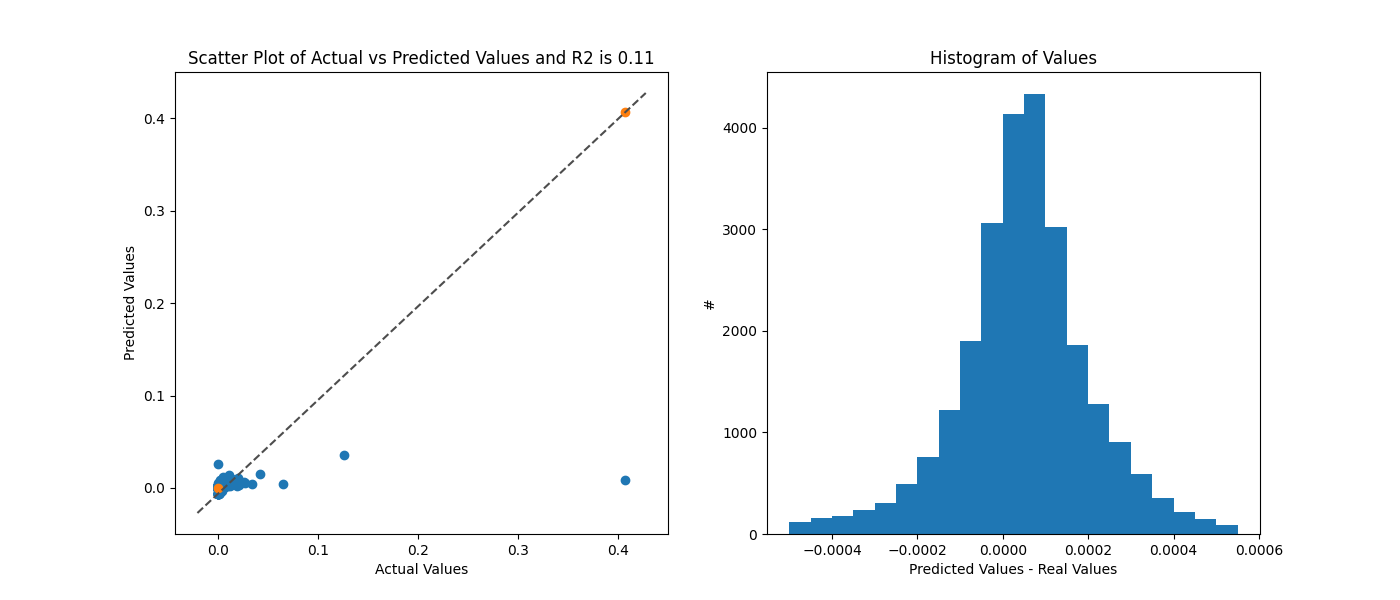 Scatter Plot of Actual vs Predicted Values and R2 is 0.11
0.4
0.3
0.2
0.1
0.0
Predicted Values
0.0 0.1 0.2 0.3 0.4
Actual Values
Histogram of Values
4000
3000
2000
1000
0
#
−0.0004 −0.0002 0.0000 0.0002 0.0004 0.0006
Predicted Values - Real Values